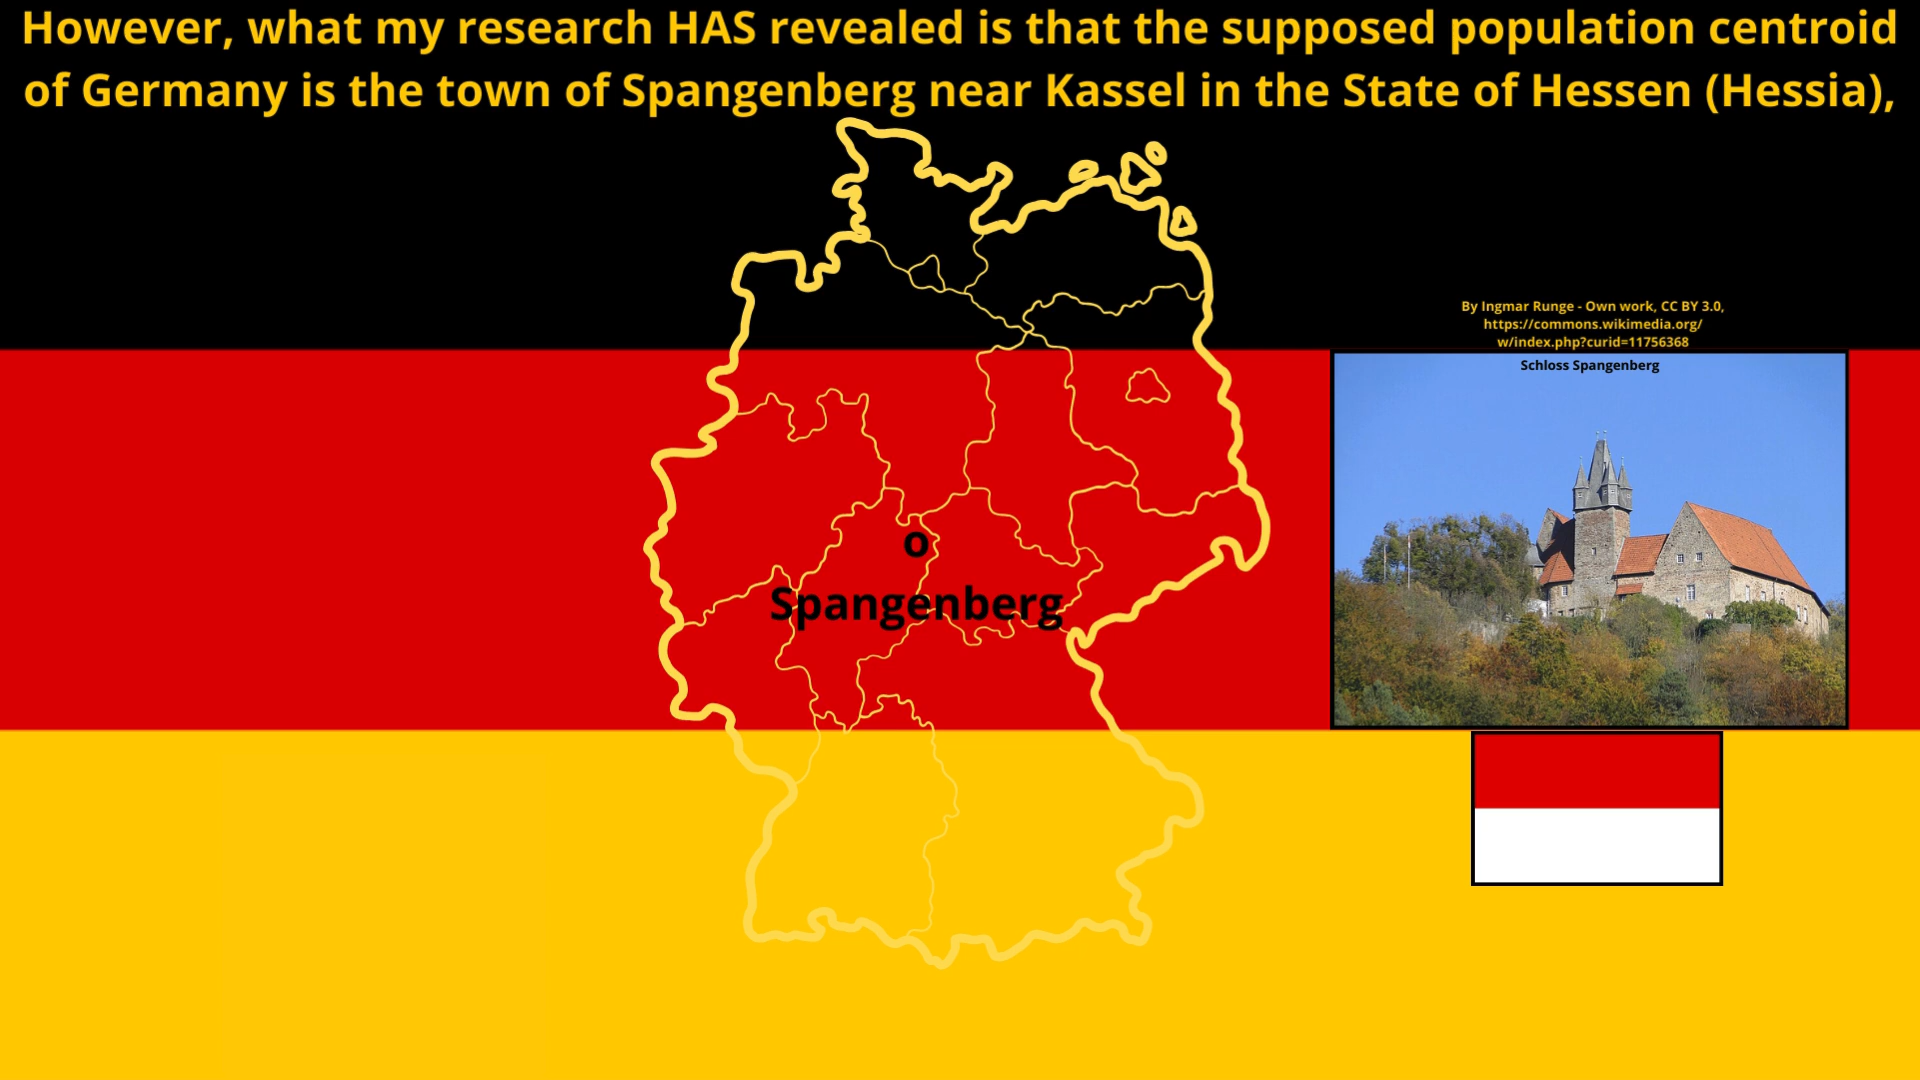 However, what my research HAS revealed is that the supposed population centroid
of Germany is the town of Spangenberg near Kassel in the State of Hessen (Hessia),
By Ingmar Runge - Own work, CC BY 3.0,
https://commons.wikimedia.org/
w/index.php?curid=11756368
Schloss Spangenberg
o
Spangenberg